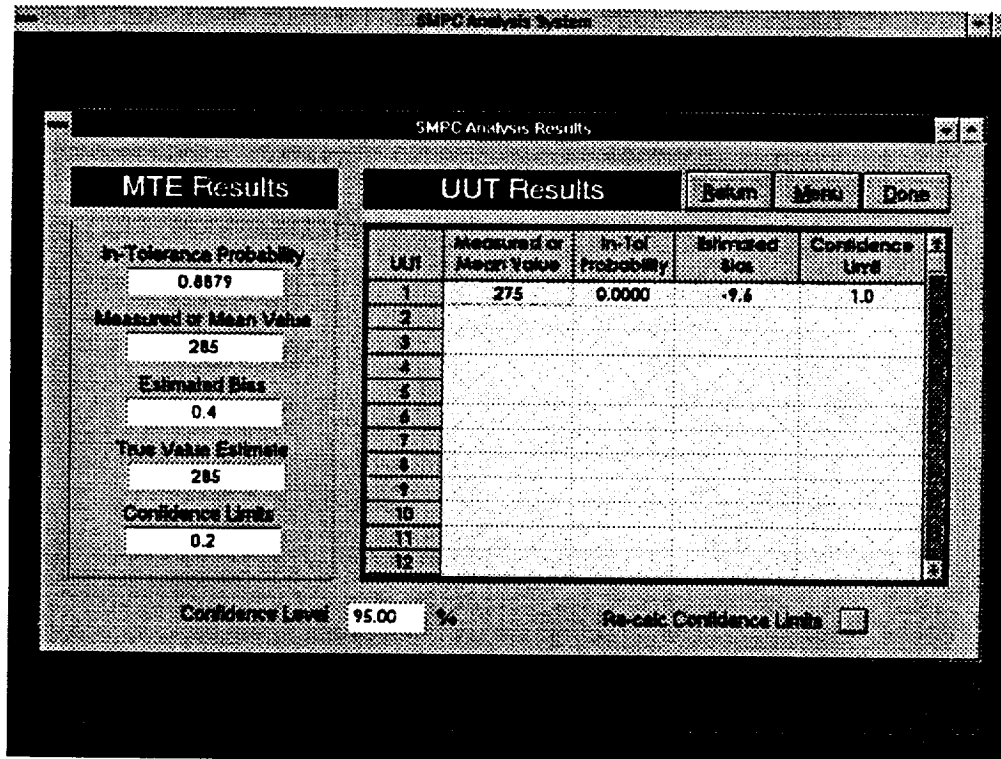 SMPC Analysis System
SMPC Analysis Results
MTE Results
UUT Results
Return
Menu
Done
In-Tolerance Probability
0.8879
Measured or Mean Value
285
Estimated Bias
0.4
True Value Estimate
285
Confidence Limits
0.2
UUT
Measured or Mean Value
In-Tol Probability
Estimated Bias
Confidence Limit
1 275 0.0000 -9.6 1.0
2
3
4
5
6
7
8
9
10
11
12
Confidence Level 95.00 %
Re-calc Confidence Limits